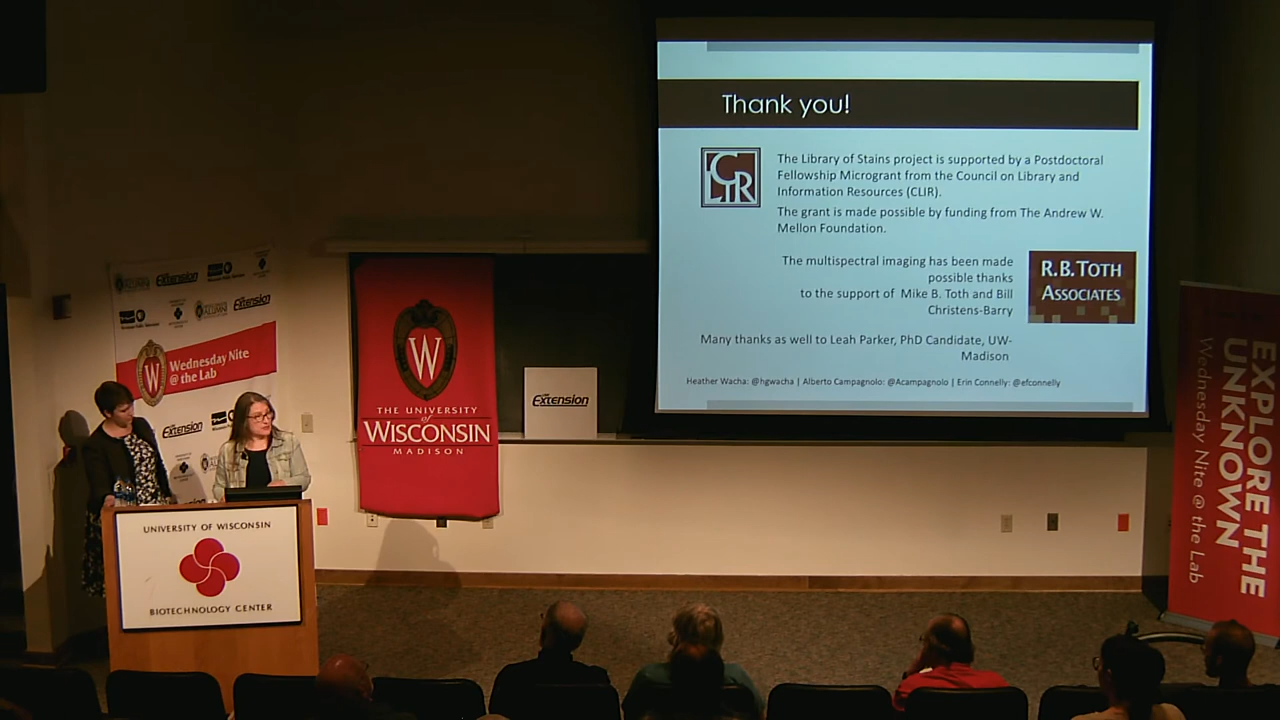 Thank you!
CLIR
The Library of Stains project is supported by a Postdoctoral
Fellowship Microgrant from the Council on Library and
Information Resources (CLIR).
The grant is made possible by funding from The Andrew W.
Mellon Foundation.
The multispectral imaging has been made
possible thanks
to the support of Mike B. Toth and Bill
Christens-Barry
R.B. TOTH
ASSOCIATES
Many thanks as well to Leah Parker, PhD Candidate, UW-
Madison
Heather Wacha: @hgwacha | Alberto Campagnolo: @Acampagnolo | Erin Connelly: @efconnelly
Extension
ALUMNI
Extension
Wednesday Nite
@ the Lab
Extension
W
THE UNIVERSITY
of
WISCONSIN
MADISON
Extension
UNIVERSITY OF WISCONSIN
BIOTECHNOLOGY CENTER
EXPLORE THE
UNKNOWN
Wednesday Nite @ the Lab